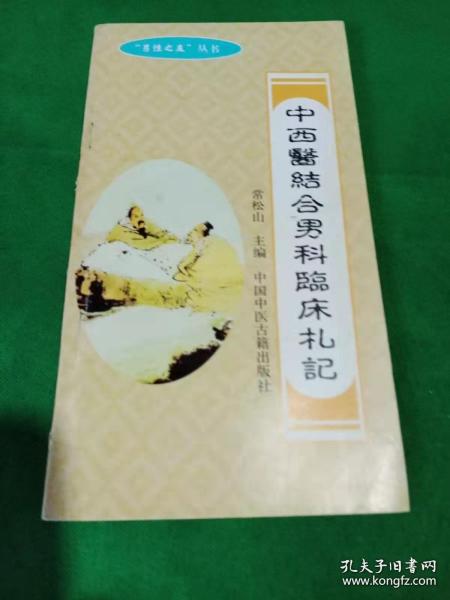 “男性之友”丛书
中西醫結合男科臨床札記
常松山 主编 中国中医古籍出版社
孔夫子旧书网
www.kongfz.com